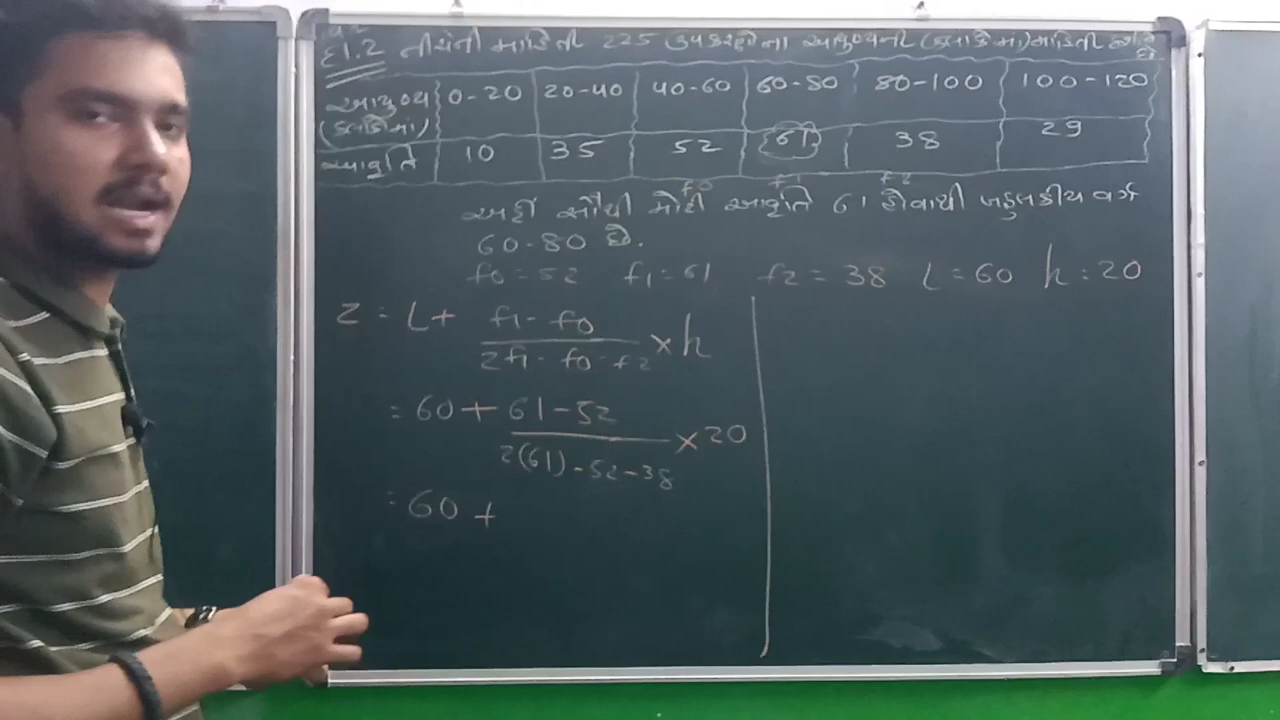 દા.2 નીચેની માહિતી 225 ઉપકરણોના આયુષ્યની (કલાકમાં) માહિતી આપે છે
આયુષ્ય (કલાકમાં) 0-20 20-40 40-60 60-80 80-100 100-120
આવૃત્તિ 10 35 52 61 38 29
f0 f1 f2
અહીં સૌથી મોટી આવૃત્તિ 61 હોવાથી બહુલકીય વર્ગ
60-80 છે.
f0 = 52 f1 = 61 f2 = 38 l = 60 h = 20
Z = l + f1 - f0 / 2f1 - f0 - f2 × h
= 60 + 61-52 / 2(61) - 52 - 38 × 20
= 60 +